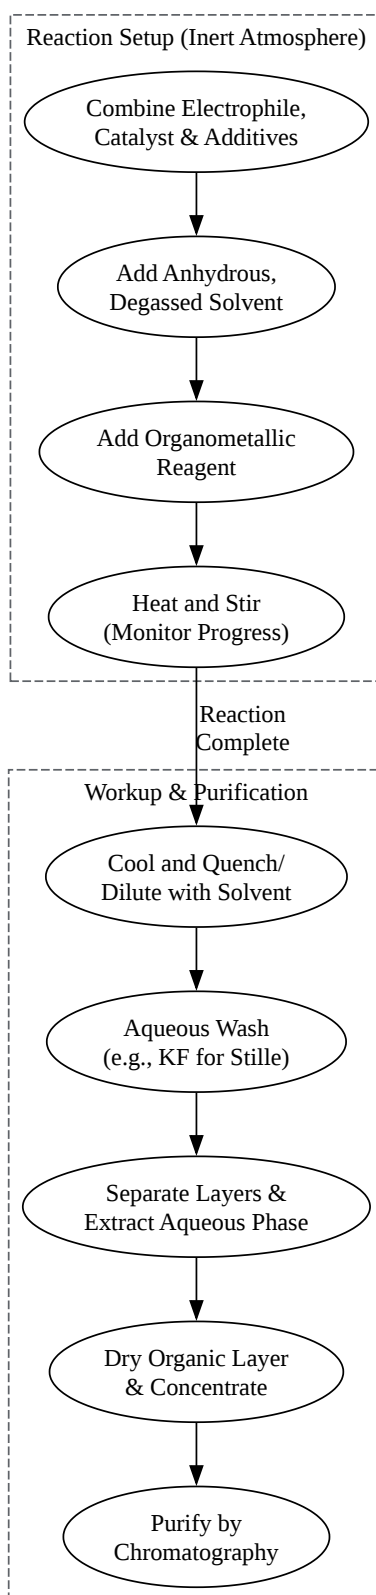 Reaction Setup (Inert Atmosphere)
Combine Electrophile,
Catalyst & Additives
Add Anhydrous,
Degassed Solvent
Add Organometallic
Reagent
Heat and Stir
(Monitor Progress)
Reaction
Complete
Workup & Purification
Cool and Quench/
Dilute with Solvent
Aqueous Wash
(e.g., KF for Stille)
Separate Layers &
Extract Aqueous Phase
Dry Organic Layer
& Concentrate
Purify by
Chromatography